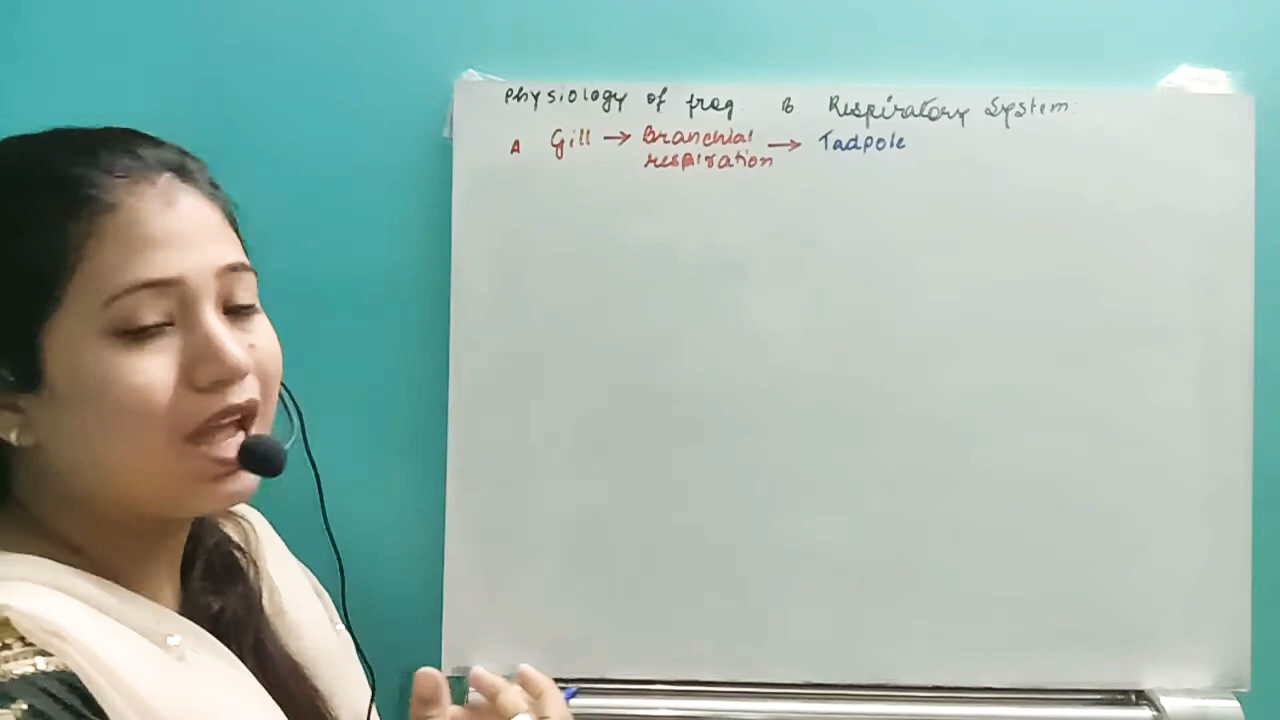 Physiology of frog B Respiratory System
A Gill → Branchial → Tadpole
respiration